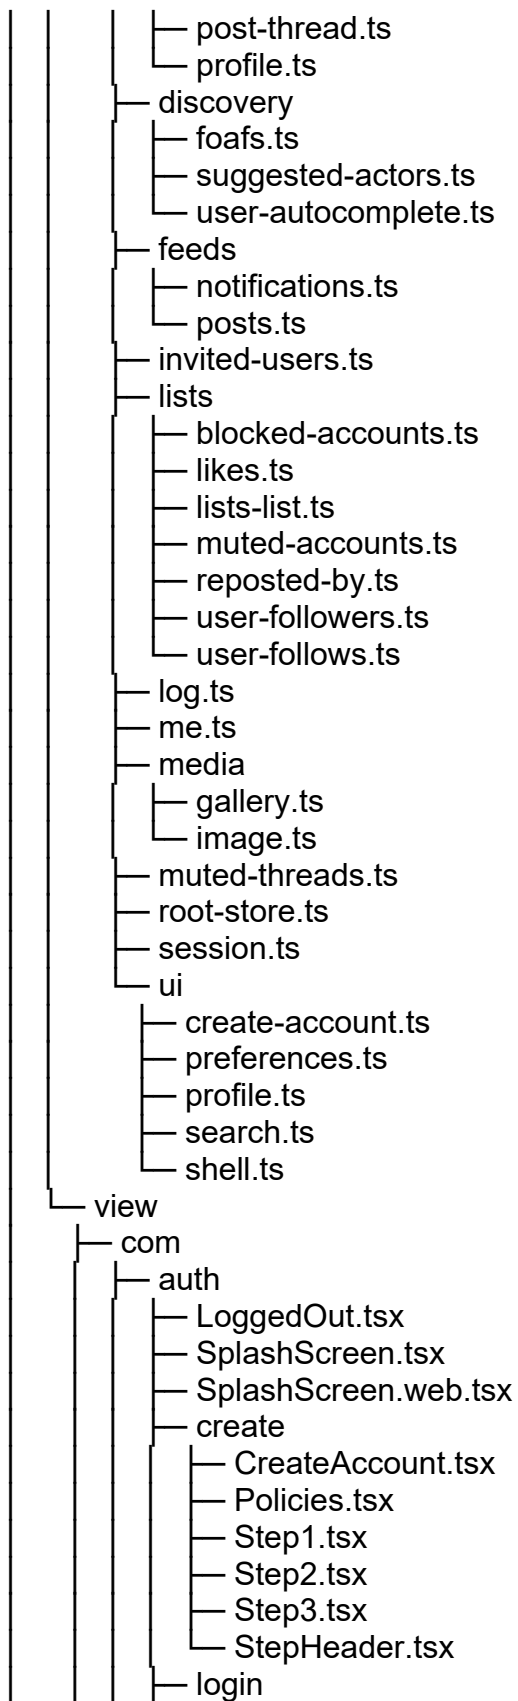 post-thread.ts
profile.ts
discovery
foafs.ts
suggested-actors.ts
user-autocomplete.ts
feeds
notifications.ts
posts.ts
invited-users.ts
lists
blocked-accounts.ts
likes.ts
lists-list.ts
muted-accounts.ts
reposted-by.ts
user-followers.ts
user-follows.ts
log.ts
me.ts
media
gallery.ts
image.ts
muted-threads.ts
root-store.ts
session.ts
ui
create-account.ts
preferences.ts
profile.ts
search.ts
shell.ts
view
com
auth
LoggedOut.tsx
SplashScreen.tsx
SplashScreen.web.tsx
create
CreateAccount.tsx
Policies.tsx
Step1.tsx
Step2.tsx
Step3.tsx
StepHeader.tsx
login